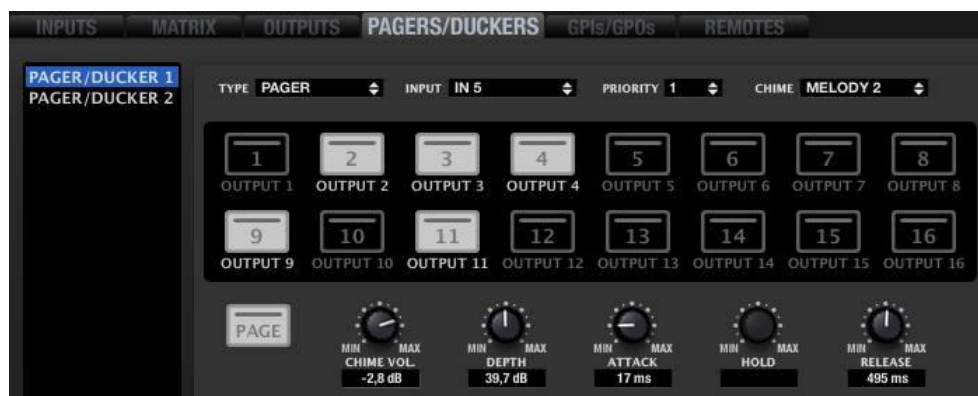 INPUTS MATRIX OUTPUTS PAGERS/DUCKERS GPIs/GPOs REMOTES
PAGER/DUCKER 1
PAGER/DUCKER 2
TYPE PAGER INPUT IN 5 PRIORITY 1 CHIME MELODY 2
1 2 3 4 5 6 7 8
OUTPUT 1 OUTPUT 2 OUTPUT 3 OUTPUT 4 OUTPUT 5 OUTPUT 6 OUTPUT 7 OUTPUT 8
9 10 11 12 13 14 15 16
OUTPUT 9 OUTPUT 10 OUTPUT 11 OUTPUT 12 OUTPUT 13 OUTPUT 14 OUTPUT 15 OUTPUT 16
PAGE
MIN MAX MIN MAX MIN MAX MIN MAX MIN MAX
CHIME VOL. DEPTH ATTACK HOLD RELEASE
-2,8 dB 39,7 dB 17 ms 495 ms